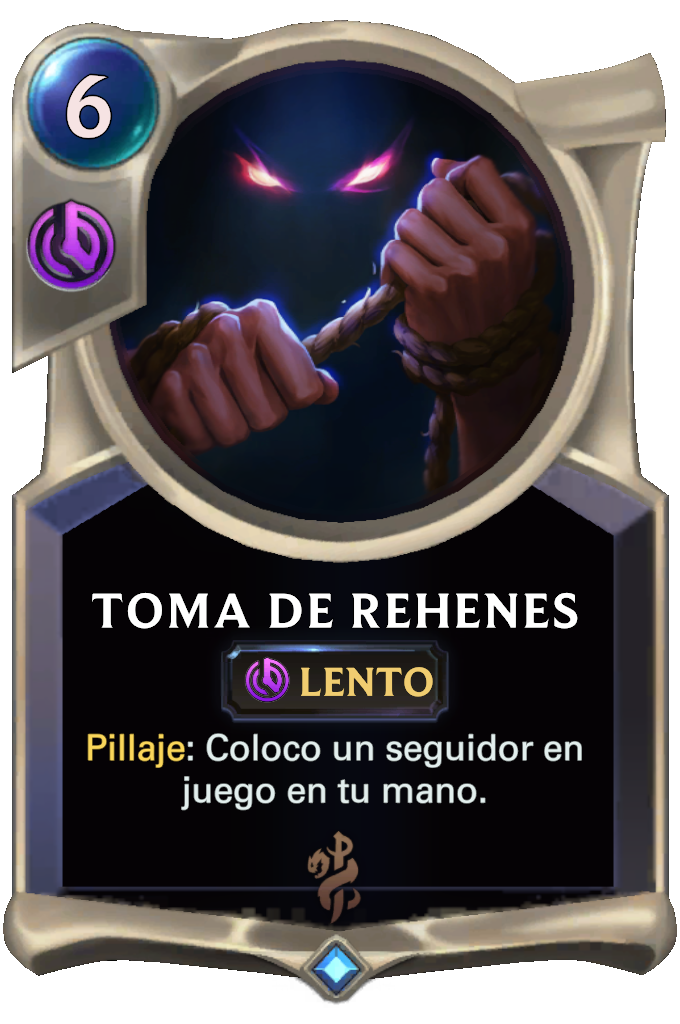 6
TOMA DE REHENES
LENTO
Pillaje: Coloco un seguidor en
juego en tu mano.